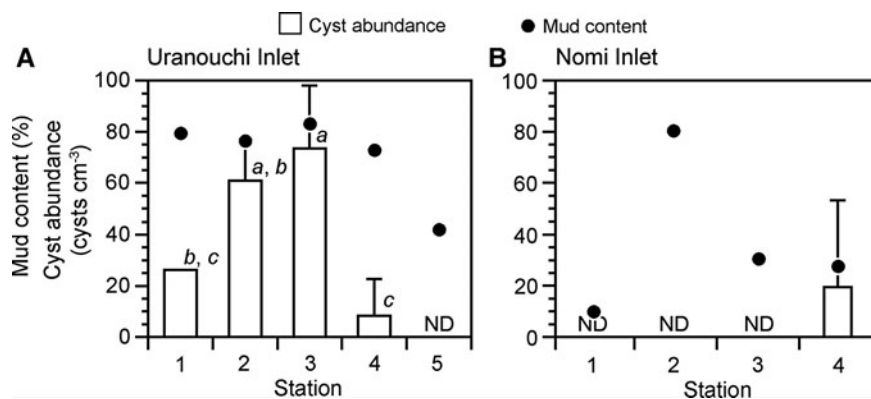 Cyst abundance Mud content
A Uranouchi Inlet B Nomi Inlet
Mud content (%)
Cyst abundance
(cysts cm-3)
100 100
80 80
60 60
40 40
20 20
0 0
b, c a, b a c ND
ND ND ND
1 2 3 4 5 1 2 3 4
Station Station